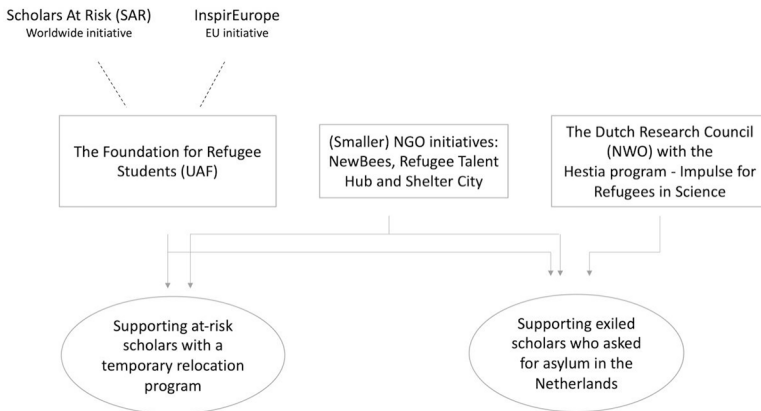 Scholars At Risk (SAR)
Worldwide initiative
InspirEurope
EU initiative
The Foundation for Refugee
Students (UAF)
(Smaller) NGO initiatives:
NewBees, Refugee Talent
Hub and Shelter City
The Dutch Research Council
(NWO) with the
Hestia program - Impulse for
Refugees in Science
Supporting at-risk
scholars with a
temporary relocation
program
Supporting exiled
scholars who asked
for asylum in the
Netherlands